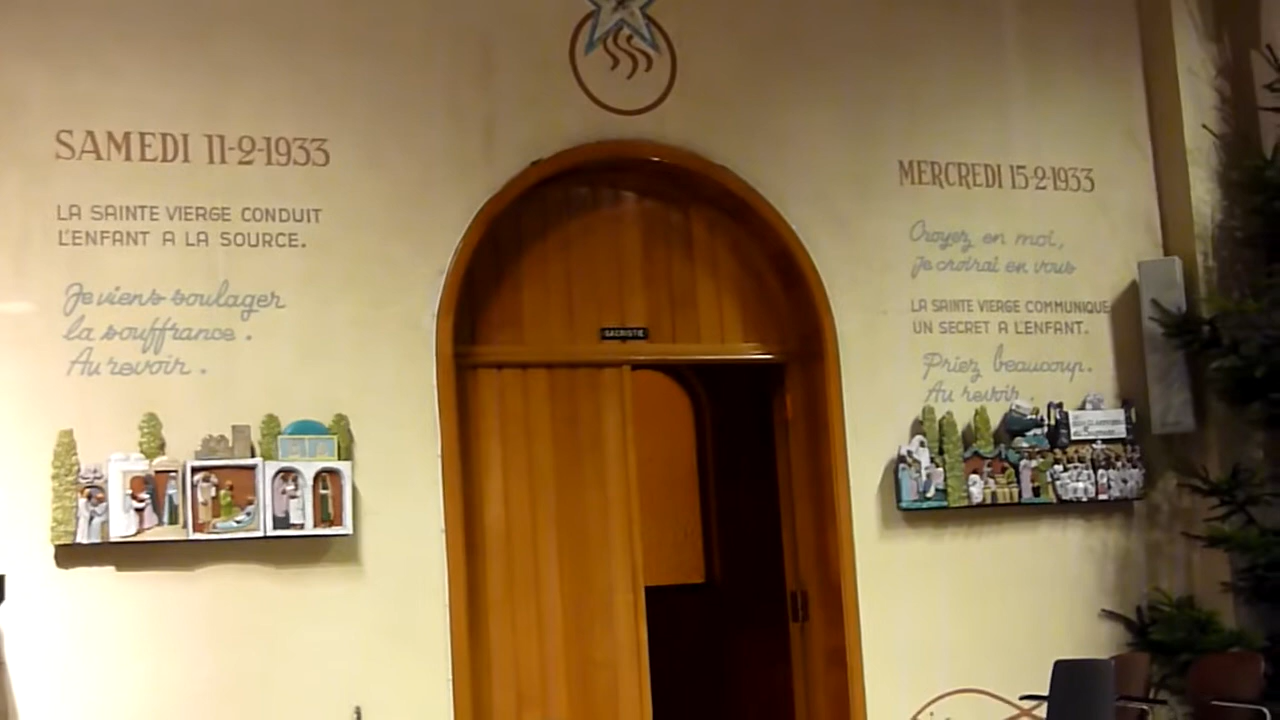 SAMEDI 11-2-1933
LA SAINTE VIERGE CONDUIT
L'ENFANT A LA SOURCE.
Je viens soulager
la souffrance.
Au revoir.
SACRISTIE
MERCREDI 15-2-1933
Croyez en moi,
je croirai en vous
LA SAINTE VIERGE COMMUNIQUE
UN SECRET A L'ENFANT.
Priez beaucoup.
Au revoir.